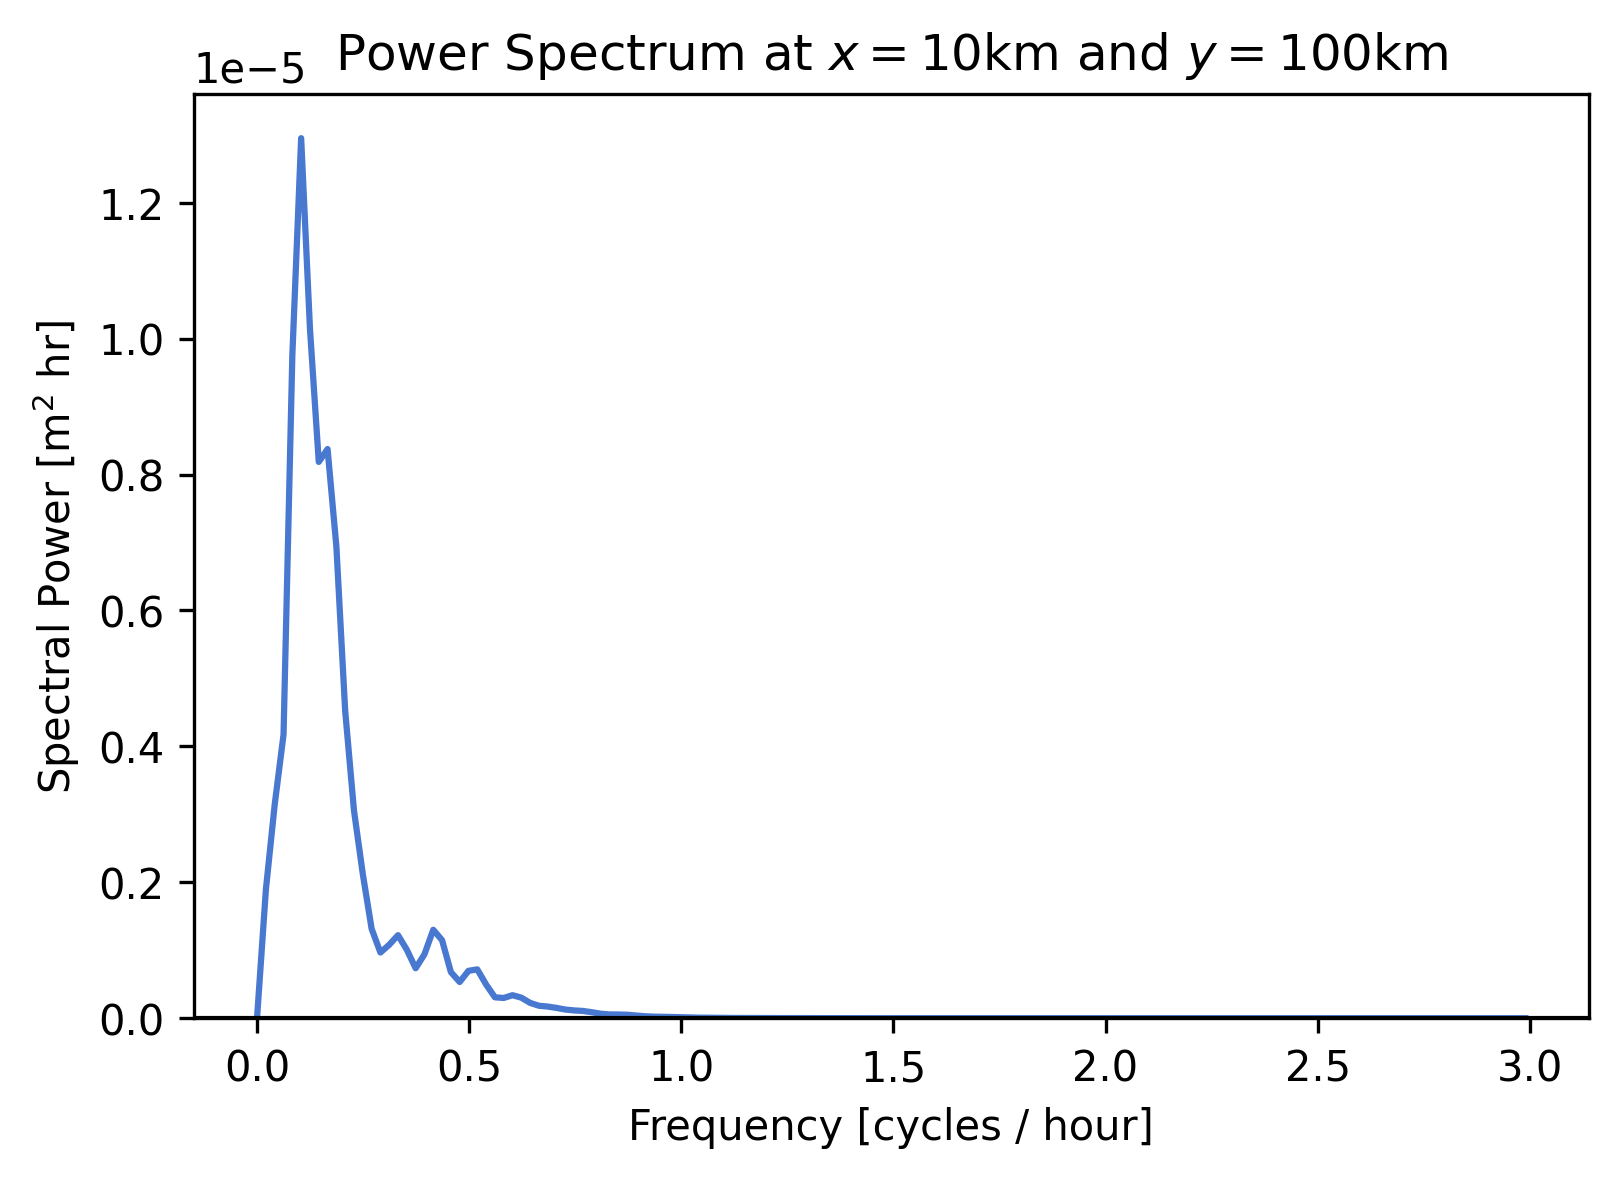 Power Spectrum at x = 10km and y = 100km
1e−5
1.2
1.0
0.8
0.6
0.4
0.2
0.0
Spectral Power [m² hr]
0.0 0.5 1.0 1.5 2.0 2.5 3.0
Frequency [cycles / hour]